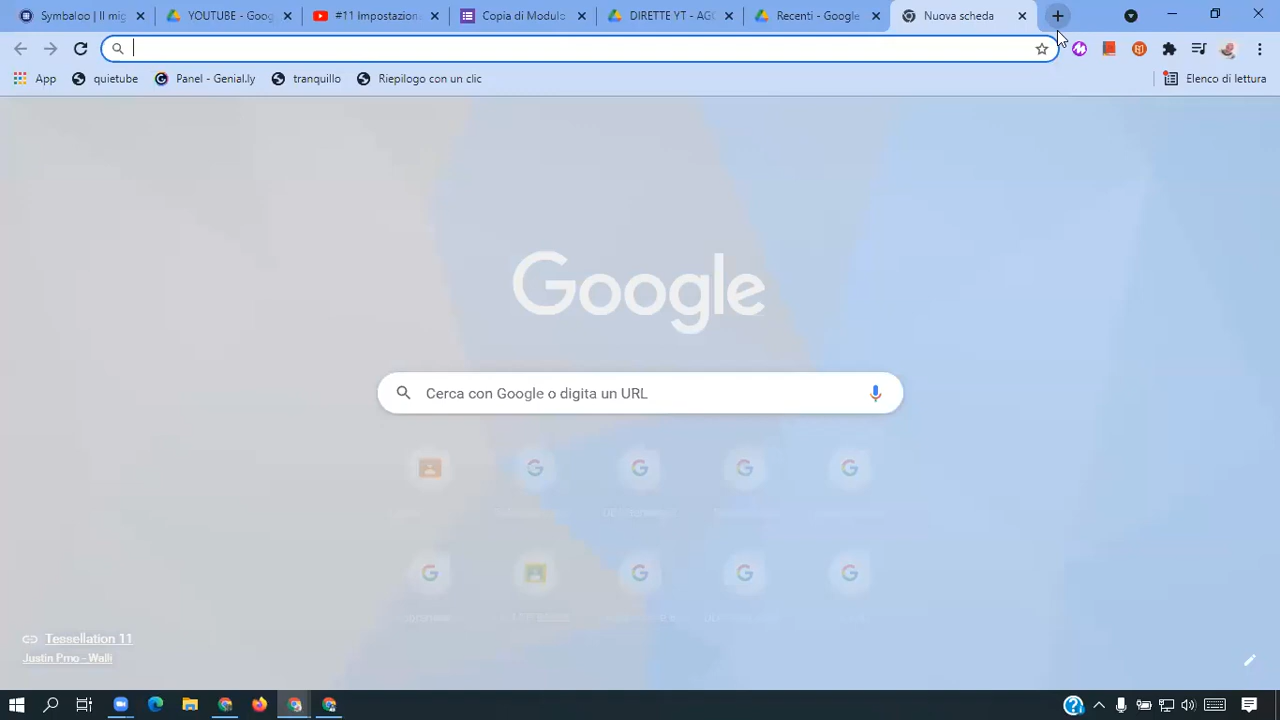 Symbaloo | Il mig
YOUTUBE - Goog
#11 Impostazion
Copia di Modulo
DIRETTE YT - AGO
Recenti - Google
Nuova scheda
App
quietube
Panel - Genial.ly
tranquillo
Riepilogo con un clic
Elenco di lettura
Google
Cerca con Google o digita un URL
Tessellation 11
Justin Prno - Walli